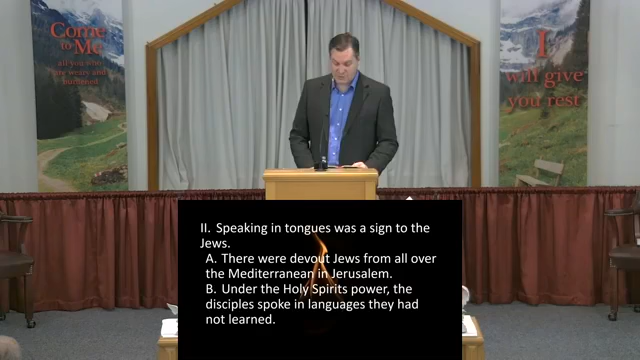 Come
to Me
all you who
are weary and
burdened
I
will give
you rest
II. Speaking in tongues was a sign to the
Jews.
A. There were devout Jews from all over
the Mediterranean in Jerusalem.
B. Under the Holy Spirits power, the
disciples spoke in languages they had
not learned.